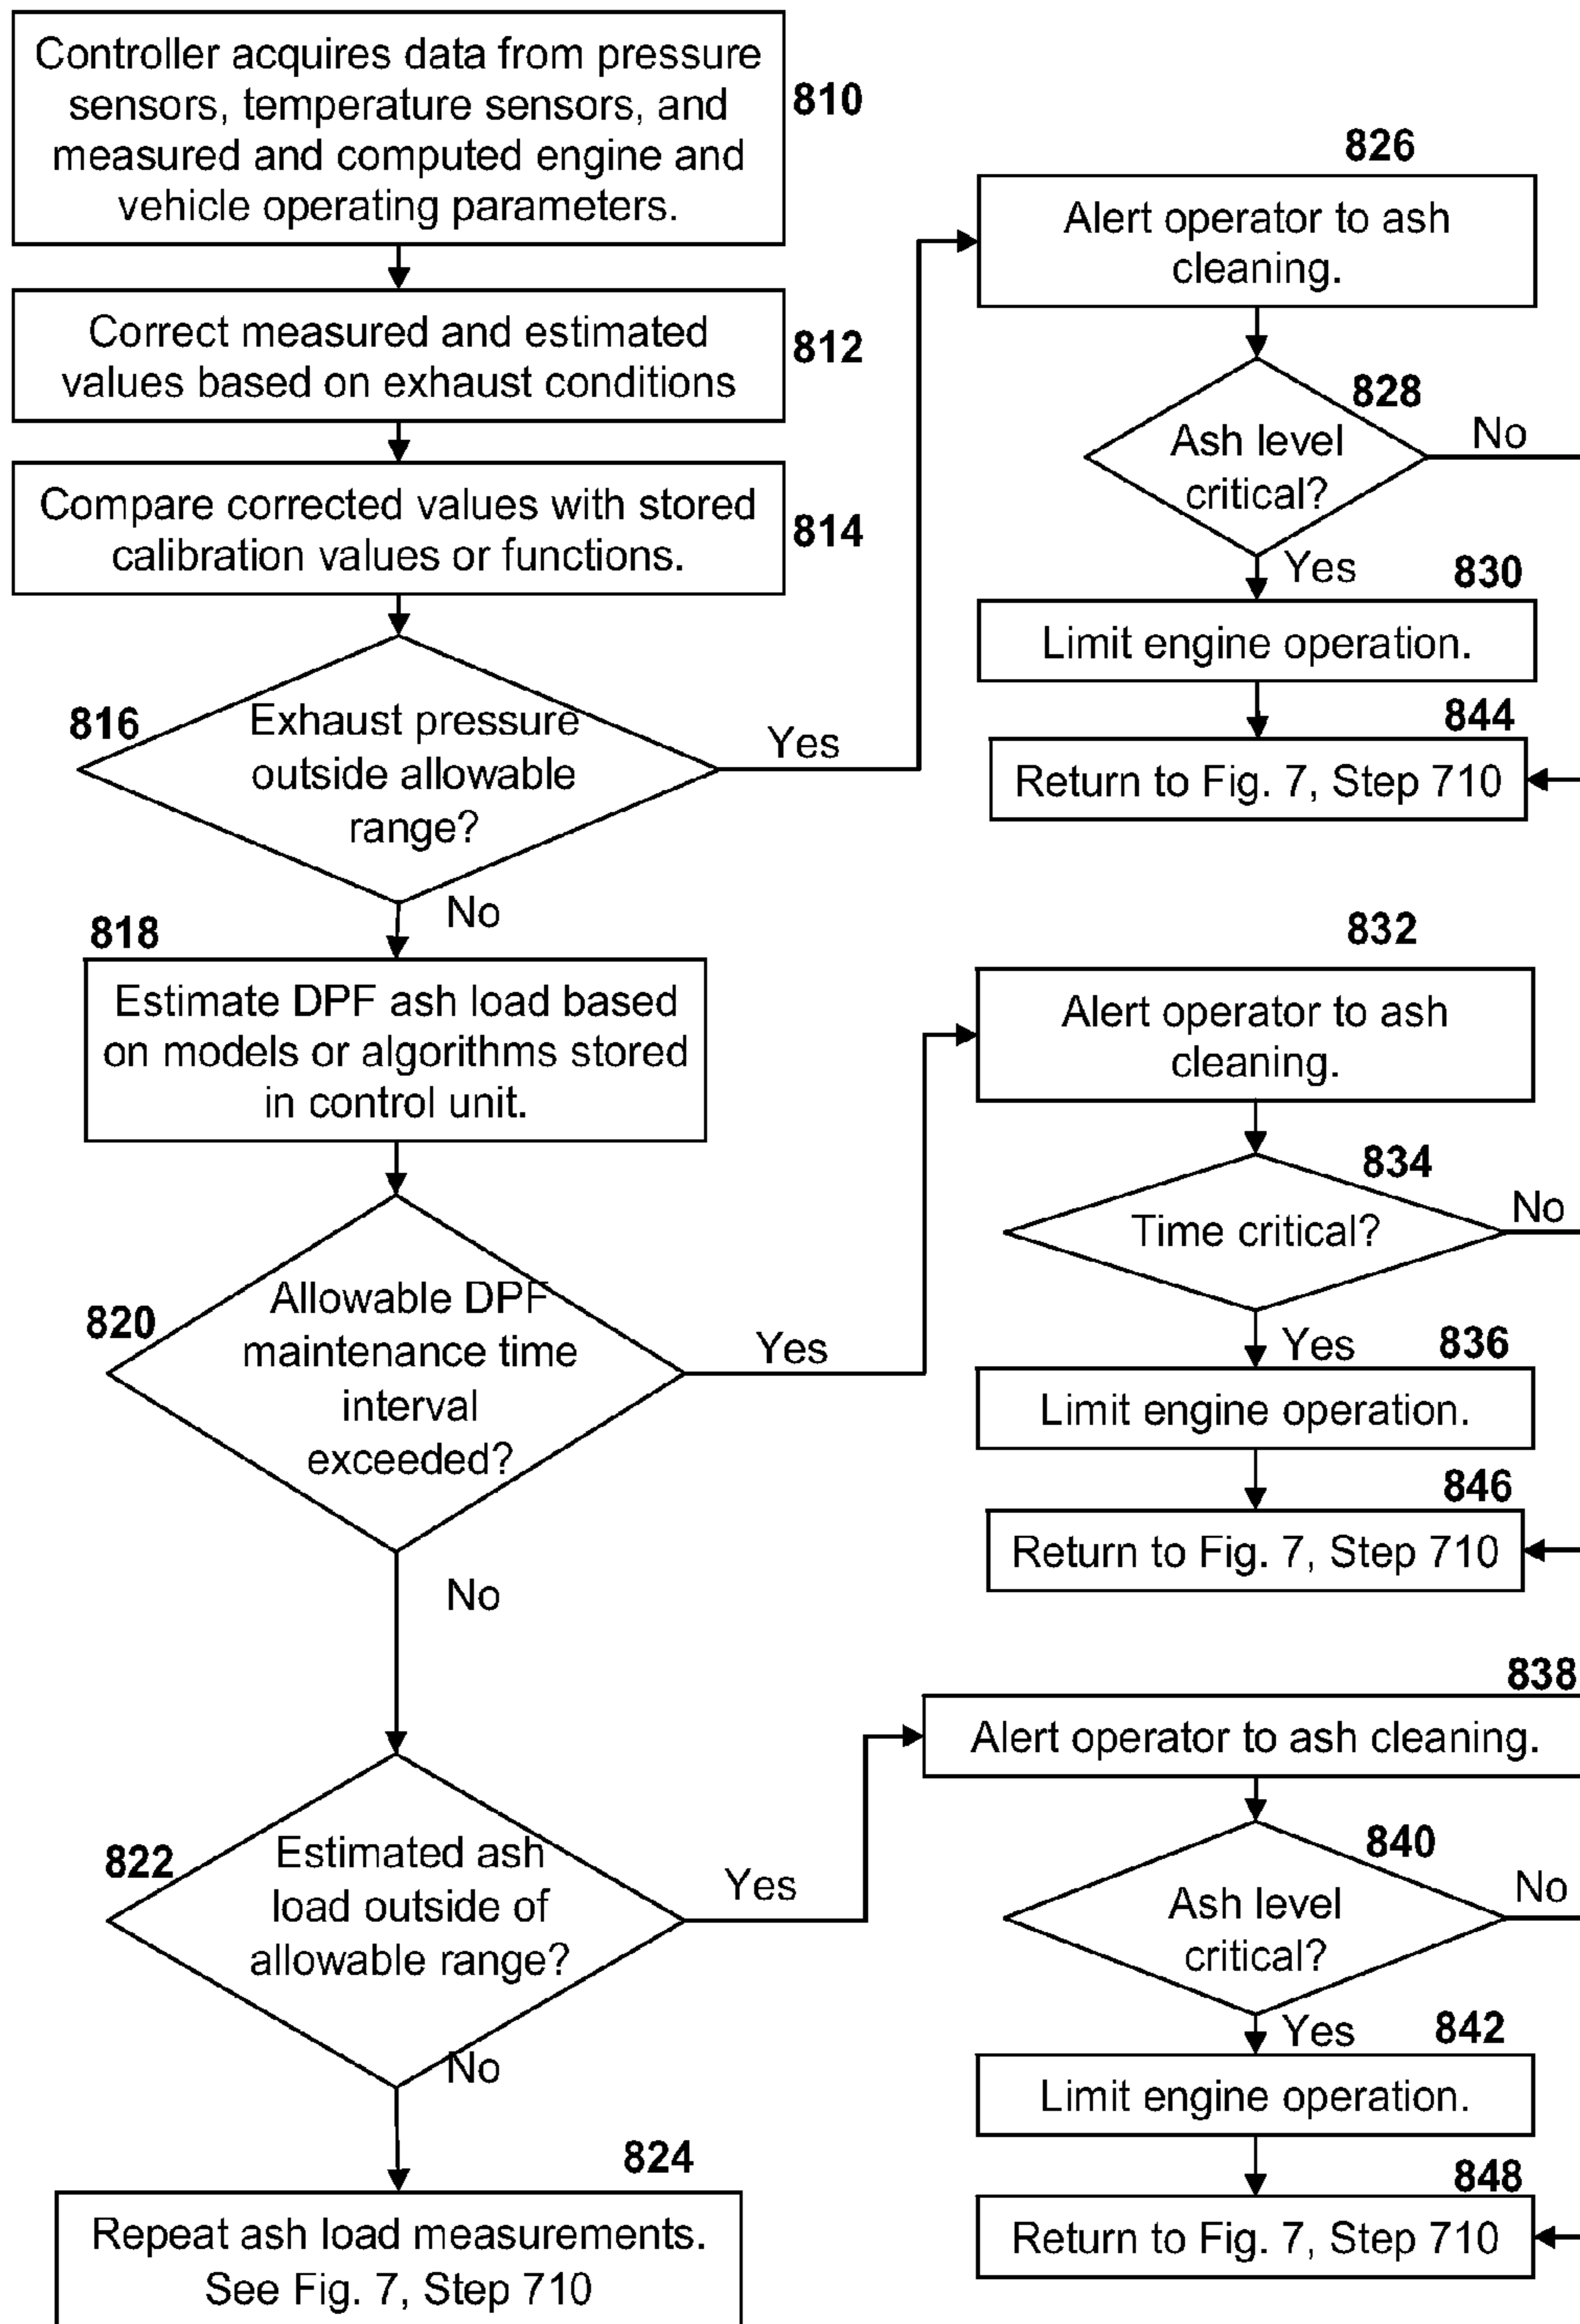 Controller acquires data from pressure
sensors, temperature sensors, and
measured and computed engine and
vehicle operating parameters.
810
Correct measured and estimated
values based on exhaust conditions
812
Compare corrected values with stored
calibration values or functions.
814
816
Exhaust pressure
outside allowable
range?
Yes
No
818
Estimate DPF ash load based
on models or algorithms stored
in control unit.
820
Allowable DPF
maintenance time
interval
exceeded?
Yes
No
822
Estimated ash
load outside of
allowable range?
Yes
No
824
Repeat ash load measurements.
See Fig. 7, Step 710
826
Alert operator to ash
cleaning.
828
Ash level
critical?
No
Yes
830
Limit engine operation.
844
Return to Fig. 7, Step 710
832
Alert operator to ash
cleaning.
834
Time critical?
No
Yes
836
Limit engine operation.
846
Return to Fig. 7, Step 710
838
Alert operator to ash cleaning.
840
Ash level
critical?
No
Yes
842
Limit engine operation.
848
Return to Fig. 7, Step 710